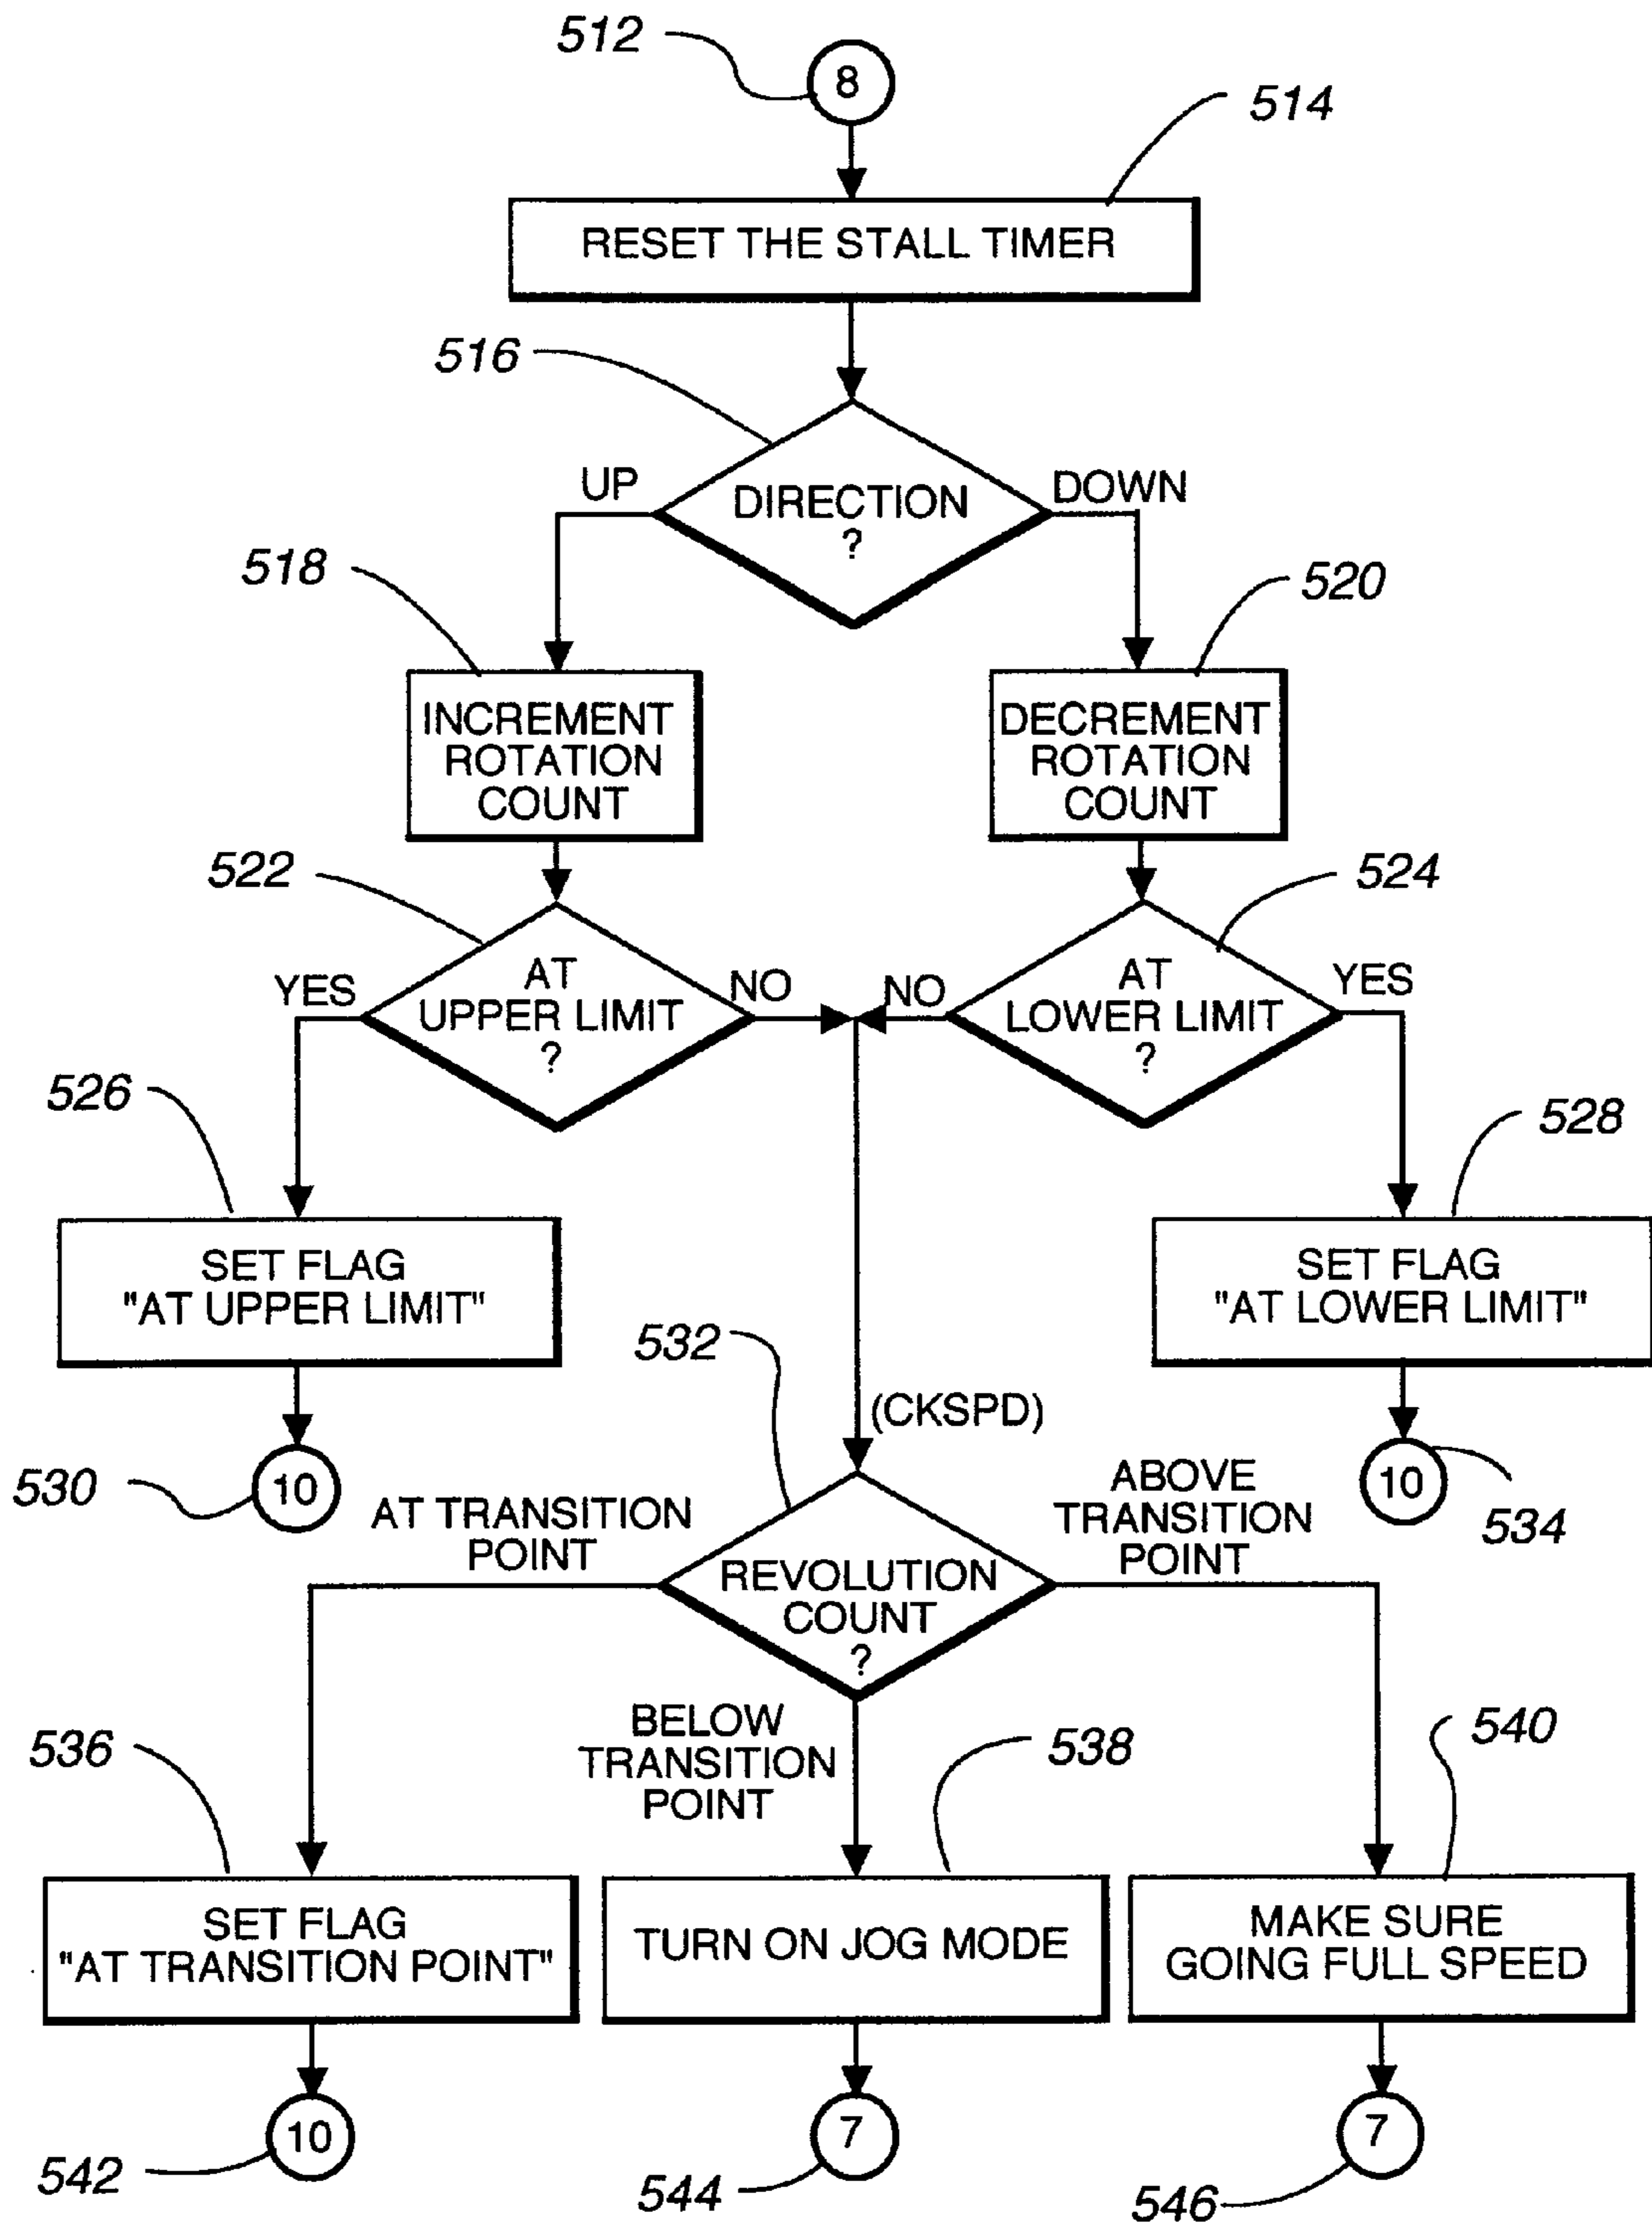 512
8
514
RESET THE STALL TIMER
516
UP
DIRECTION
?
DOWN
518
520
INCREMENT
ROTATION
COUNT
DECREMENT
ROTATION
COUNT
522
524
YES
AT
UPPER LIMIT
?
NO
NO
AT
LOWER LIMIT
?
YES
526
528
SET FLAG
"AT UPPER LIMIT"
SET FLAG
"AT LOWER LIMIT"
532
(CKSPD)
530
10
10
534
AT TRANSITION
POINT
REVOLUTION
COUNT
?
ABOVE
TRANSITION
POINT
BELOW
TRANSITION
POINT
536
538
540
SET FLAG
"AT TRANSITION POINT"
TURN ON JOG MODE
MAKE SURE
GOING FULL SPEED
10
7
7
542
544
546